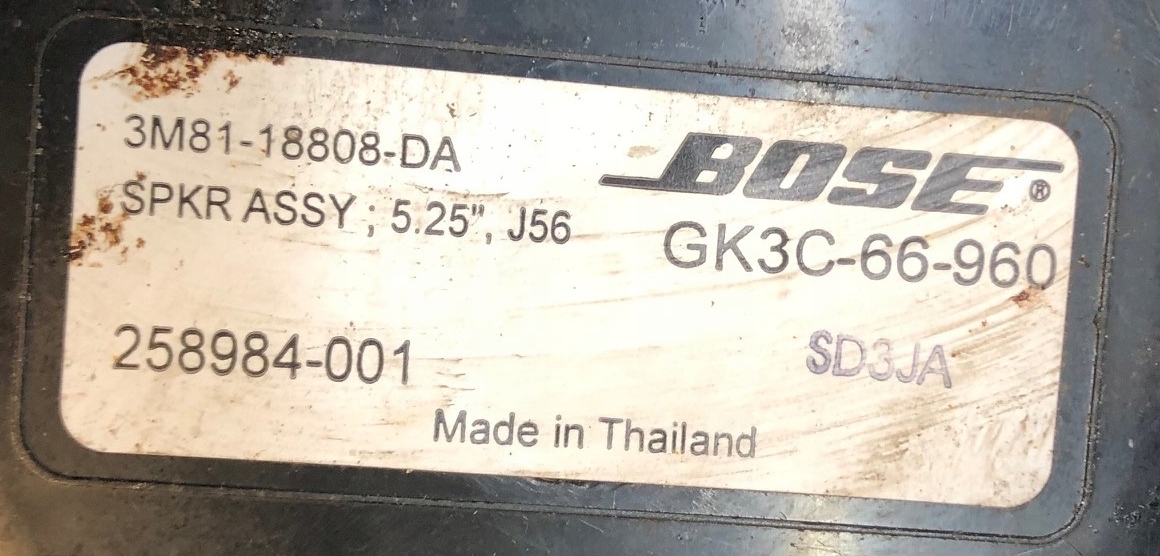 3M81-18808-DA
SPKR ASSY ; 5.25", J56
BOSE®
GK3C-66-960
258984-001
SD3JA
Made in Thailand